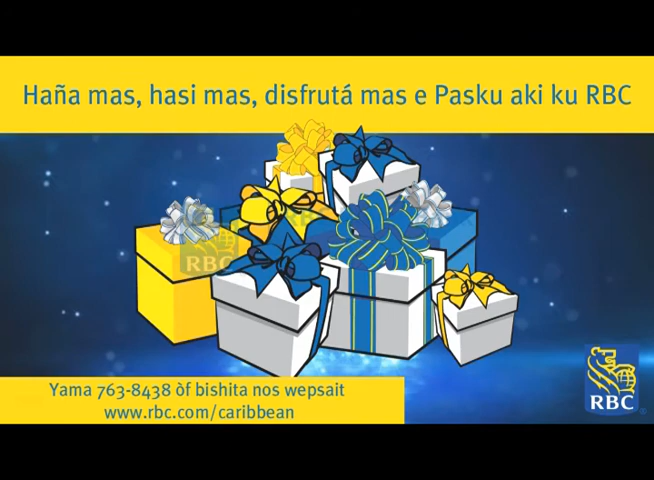 Haña mas, hasi mas, disfrutá mas e Pasku aki ku RBC
RBC
RBC
Yama 763-8438 òf bishita nos wepsait
www.rbc.com/caribbean
RBC